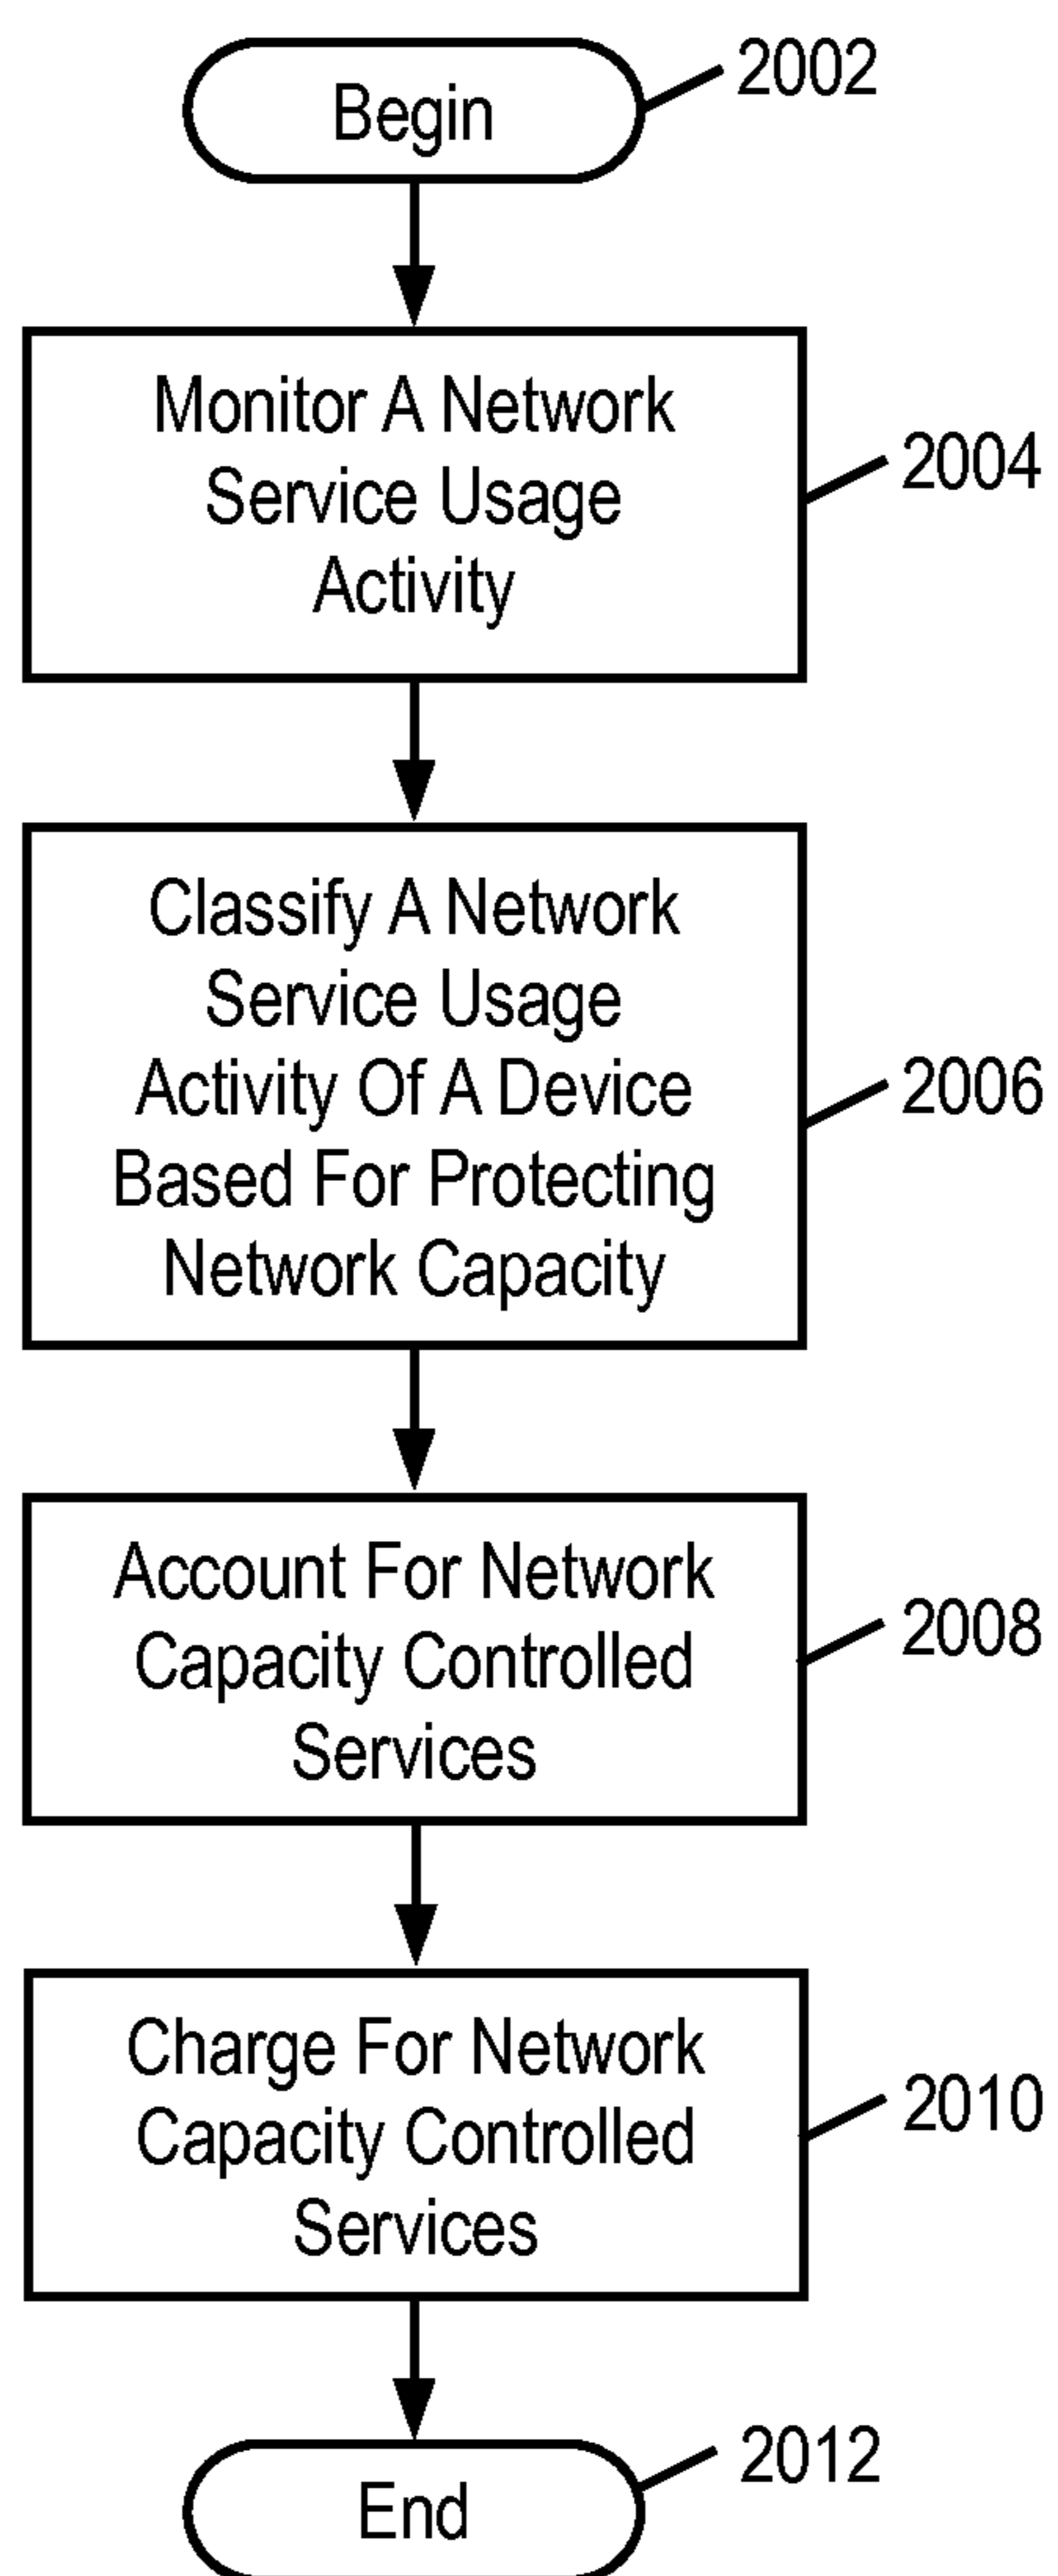 Begin
2002
Monitor A Network
Service Usage
Activity
2004
Classify A Network
Service Usage
Activity Of A Device
Based For Protecting
Network Capacity
2006
Account For Network
Capacity Controlled
Services
2008
Charge For Network
Capacity Controlled
Services
2010
End
2012